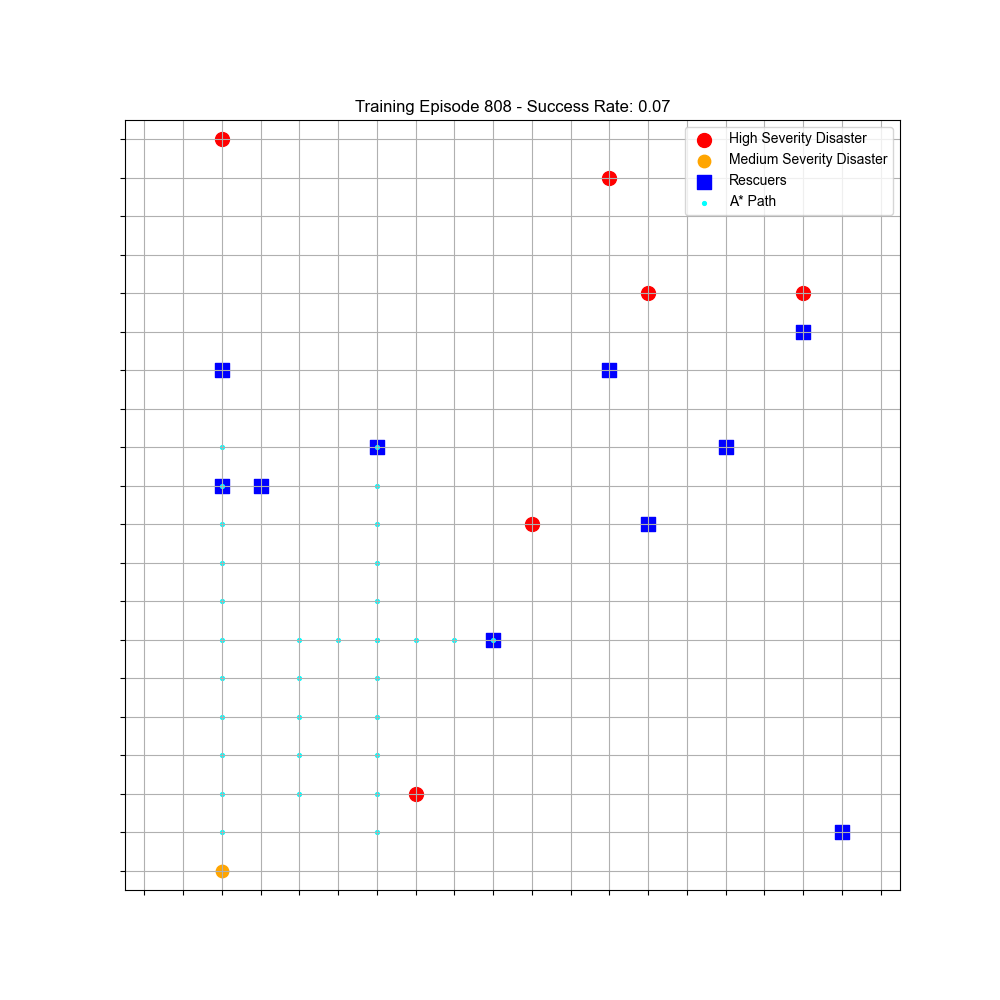 Training Episode 808 - Success Rate: 0.07
High Severity Disaster
Medium Severity Disaster
Rescuers
A* Path